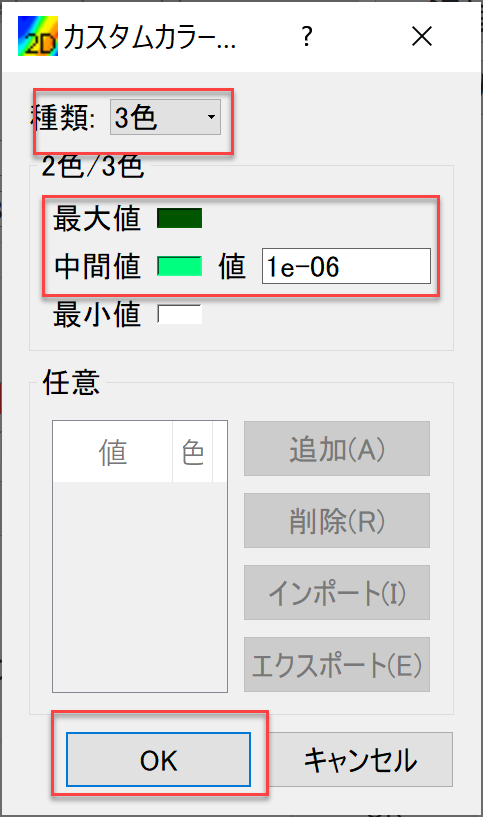 2D カスタムカラー... ?
種類: 3色
2色/3色
最大値
中間値 値 1e-06
最小値
任意
値 色
追加(A)
削除(R)
インポート(I)
エクスポート(E)
OK キャンセル